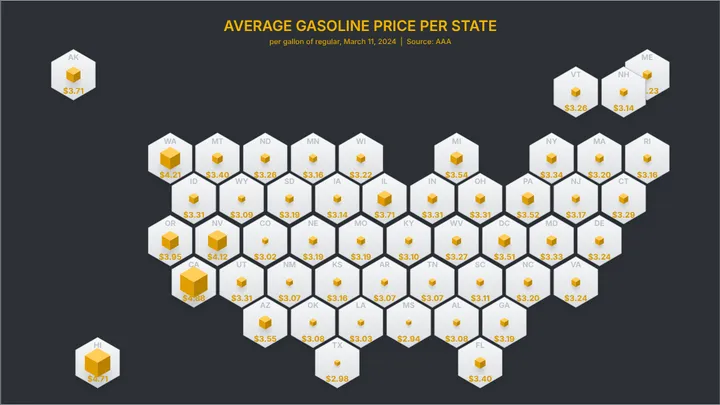 AVERAGE GASOLINE PRICE PER STATE
per gallon of regular, March 11, 2024 | Source: AAA
AK
$3.71
ME
.23
VT
$3.26
NH
$3.14
WA
$4.21
MT
$3.40
ND
$3.26
MN
$3.16
WI
$3.22
MI
$3.54
NY
$3.34
MA
$3.20
RI
$3.16
ID
$3.31
WY
$3.09
SD
$3.19
IA
$3.14
IL
$3.71
IN
$3.31
OH
$3.31
PA
$3.52
NJ
$3.17
CT
$3.29
OR
$3.95
NV
$4.12
CO
$3.02
NE
$3.19
MO
$3.19
KY
$3.10
WV
$3.27
DC
$3.51
MD
$3.33
DE
$3.24
CA
UT
$3.31
NM
$3.07
KS
$3.16
AR
$3.07
TN
$3.07
SC
$3.11
NC
$3.20
VA
$3.24
AZ
$3.55
OK
$3.08
LA
$3.03
MS
$2.94
AL
$3.08
GA
$3.19
HI
$4.71
TX
$2.98
FL
$3.40